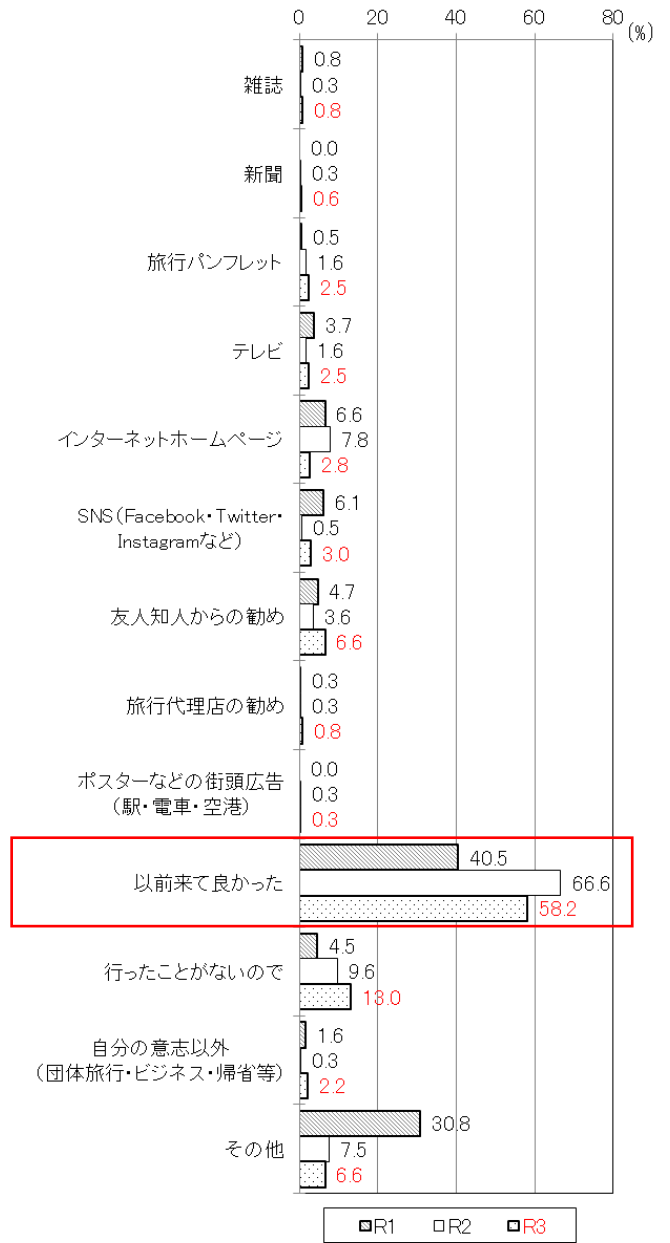 0 20 40 60 80
(%)
雑誌
0.8
0.3
0.8
新聞
0.0
0.3
0.6
旅行パンフレット
0.5
1.6
2.5
テレビ
3.7
1.6
2.5
インターネットホームページ
6.6
7.8
2.8
SNS(Facebook・Twitter・
Instagramなど)
6.1
0.5
3.0
友人知人からの勧め
4.7
3.6
6.6
旅行代理店の勧め
0.3
0.3
0.8
ポスターなどの街頭広告
(駅・電車・空港)
0.0
0.3
0.3
以前来て良かった
40.5
66.6
58.2
行ったことがないので
4.5
9.6
13.0
自分の意志以外
(団体旅行・ビジネス・帰省等)
1.6
0.3
2.2
その他
30.8
7.5
6.6
R1 R2 R3